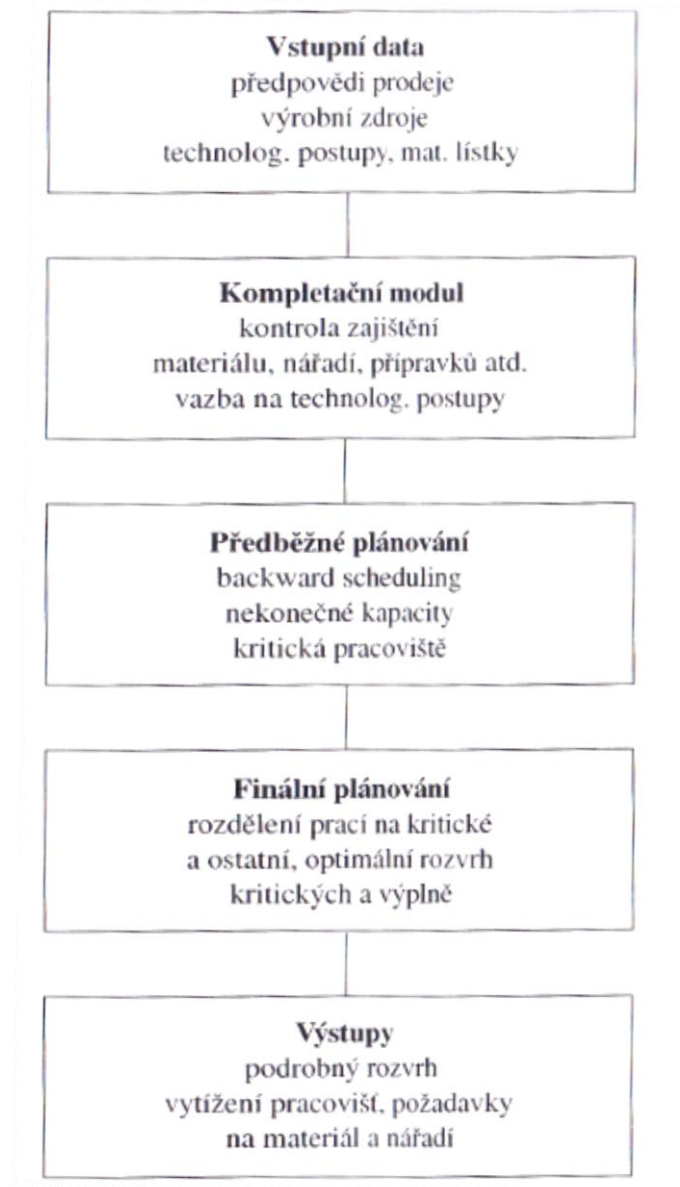 Vstupní data
předpovědi prodeje
výrobní zdroje
technolog. postupy, mat. lístky
Kompletační modul
kontrola zajištění
materiálu, nářadí, přípravků atd.
vazba na technolog. postupy
Předběžné plánování
backward scheduling
nekonečné kapacity
kritická pracoviště
Finální plánování
rozdělení prací na kritické
a ostatní, optimální rozvrh
kritických a výplně
Výstupy
podrobný rozvrh
vytížení pracovišť, požadavky
na materiál a nářadí